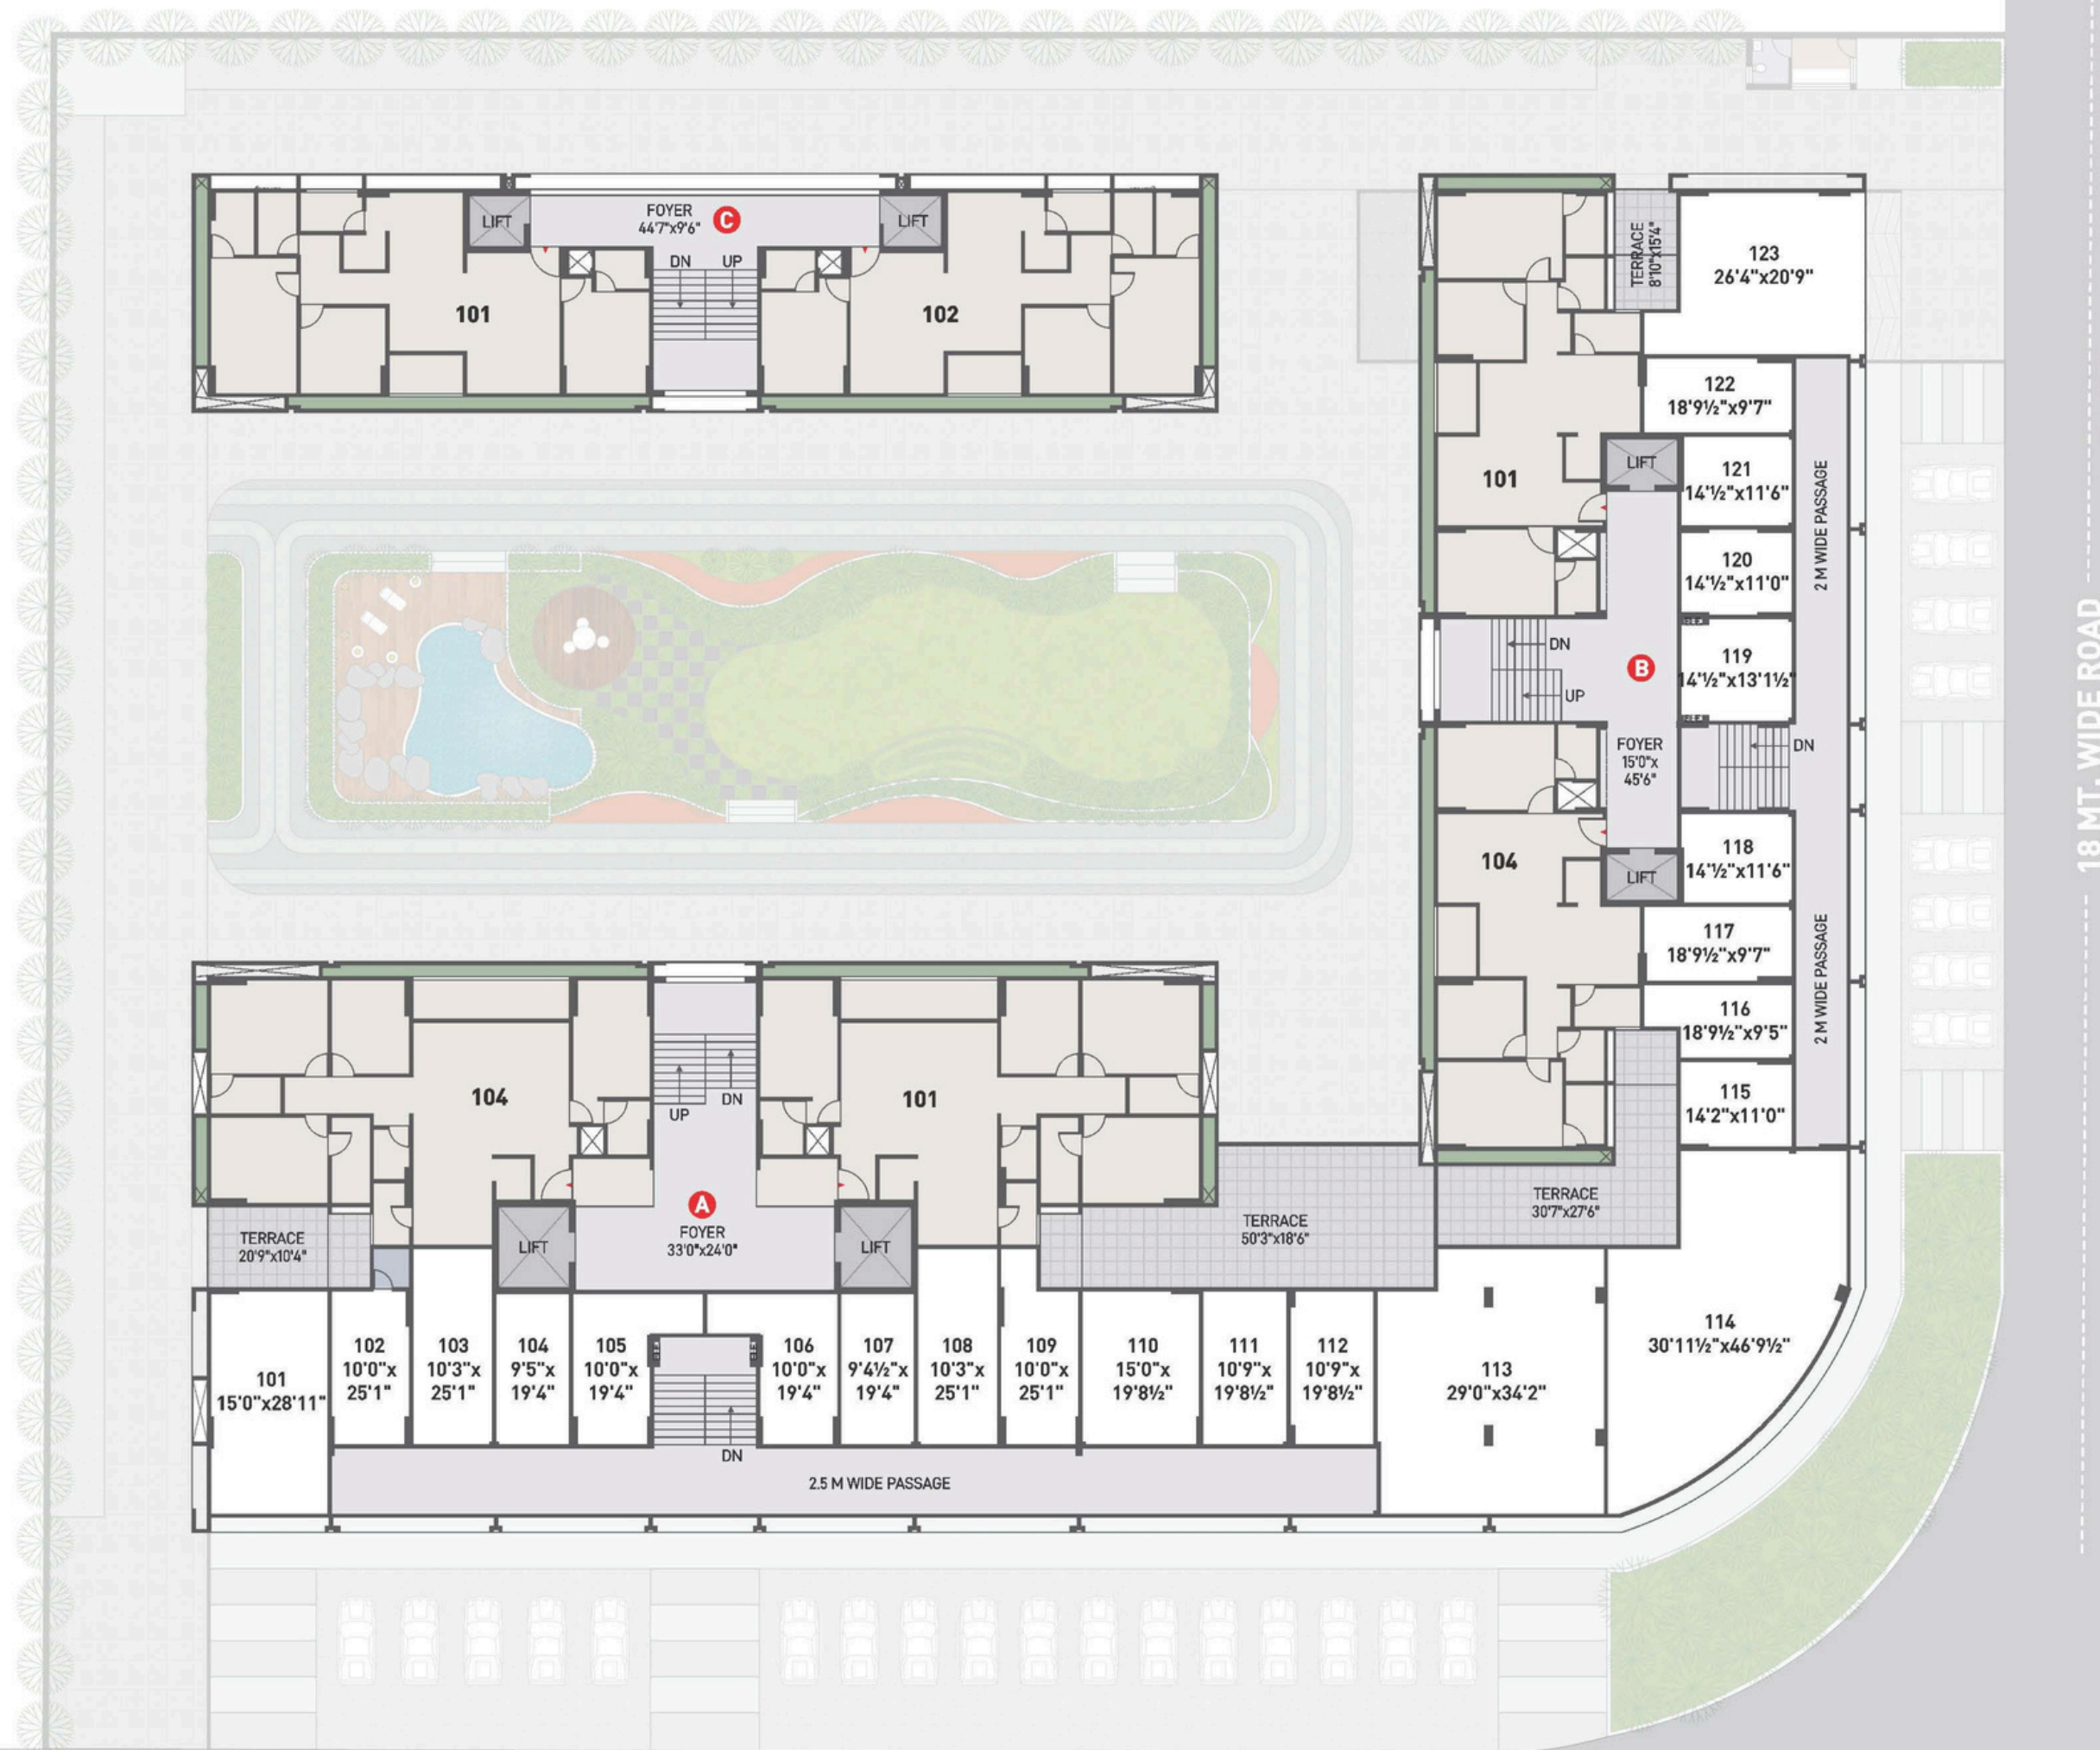 LIFT
FOYER
44'7"x9'6"
C
LIFT
DN
UP
101
102
TERRACE
8'10"x15'4"
123
26'4"x20'9"
122
18'9½"x9'7"
LIFT
121
14'½"x11'6"
101
2 M WIDE PASSAGE
120
14'½"x11'0"
DN
UP
B
119
14'½"x13'1½"
FOYER
15'0"x
45'6"
DN
18 MT. WIDE ROAD
104
LIFT
118
14'½"x11'6"
117
18'9½"x9'7"
2 M WIDE PASSAGE
116
18'9½"x9'5"
115
14'2"x11'0"
104
UP
DN
101
A
FOYER
33'0"x24'0"
TERRACE
20'9"x10'4"
LIFT
LIFT
TERRACE
50'3"x18'6"
TERRACE
30'7"x27'6"
101
15'0"x28'11"
102
10'0"x
25'1"
103
10'3"x
25'1"
104
9'5"x
19'4"
105
10'0"x
19'4"
106
10'0"x
19'4"
107
9'4½"x
19'4"
108
10'3"x
25'1"
109
10'0"x
25'1"
110
15'0"x
19'8½"
111
10'9"x
19'8½"
112
10'9"x
19'8½"
113
29'0"x34'2"
114
30'11½"x46'9½"
DN
2.5 M WIDE PASSAGE